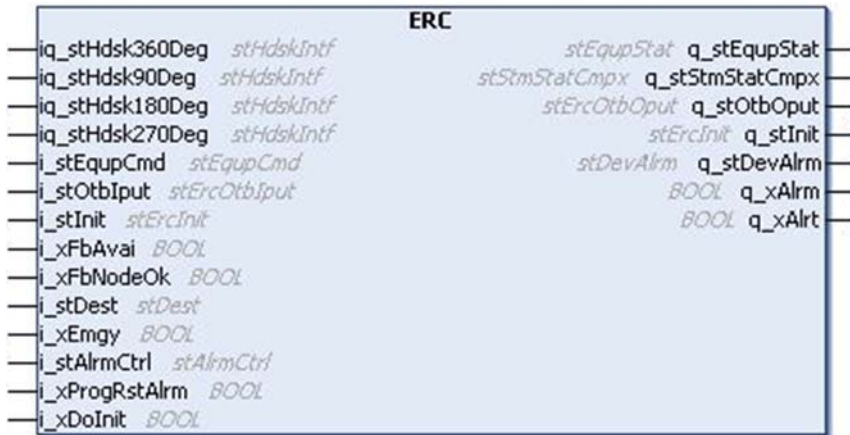 ERC
iq_stHdsk360Deg stHdskIntf stEqupStat q_stEqupStat
iq_stHdsk90Deg stHdskIntf stStmStatCmpx q_stStmStatCmpx
iq_stHdsk180Deg stHdskIntf stErcOtbOput q_stOtbOput
iq_stHdsk270Deg stHdskIntf stErcInit q_stInit
i_stEqupCmd stEqupCmd stDevAlrm q_stDevAlrm
i_stOtbIput stErcOtbIput BOOL q_xAlrm
i_stInit stErcInit BOOL q_xAlrt
i_xFbAvai BOOL
i_xFbNodeOk BOOL
i_stDest stDest
i_xEmgy BOOL
i_stAlrmCtrl stAlrmCtrl
i_xProgRstAlrm BOOL
i_xDoInit BOOL